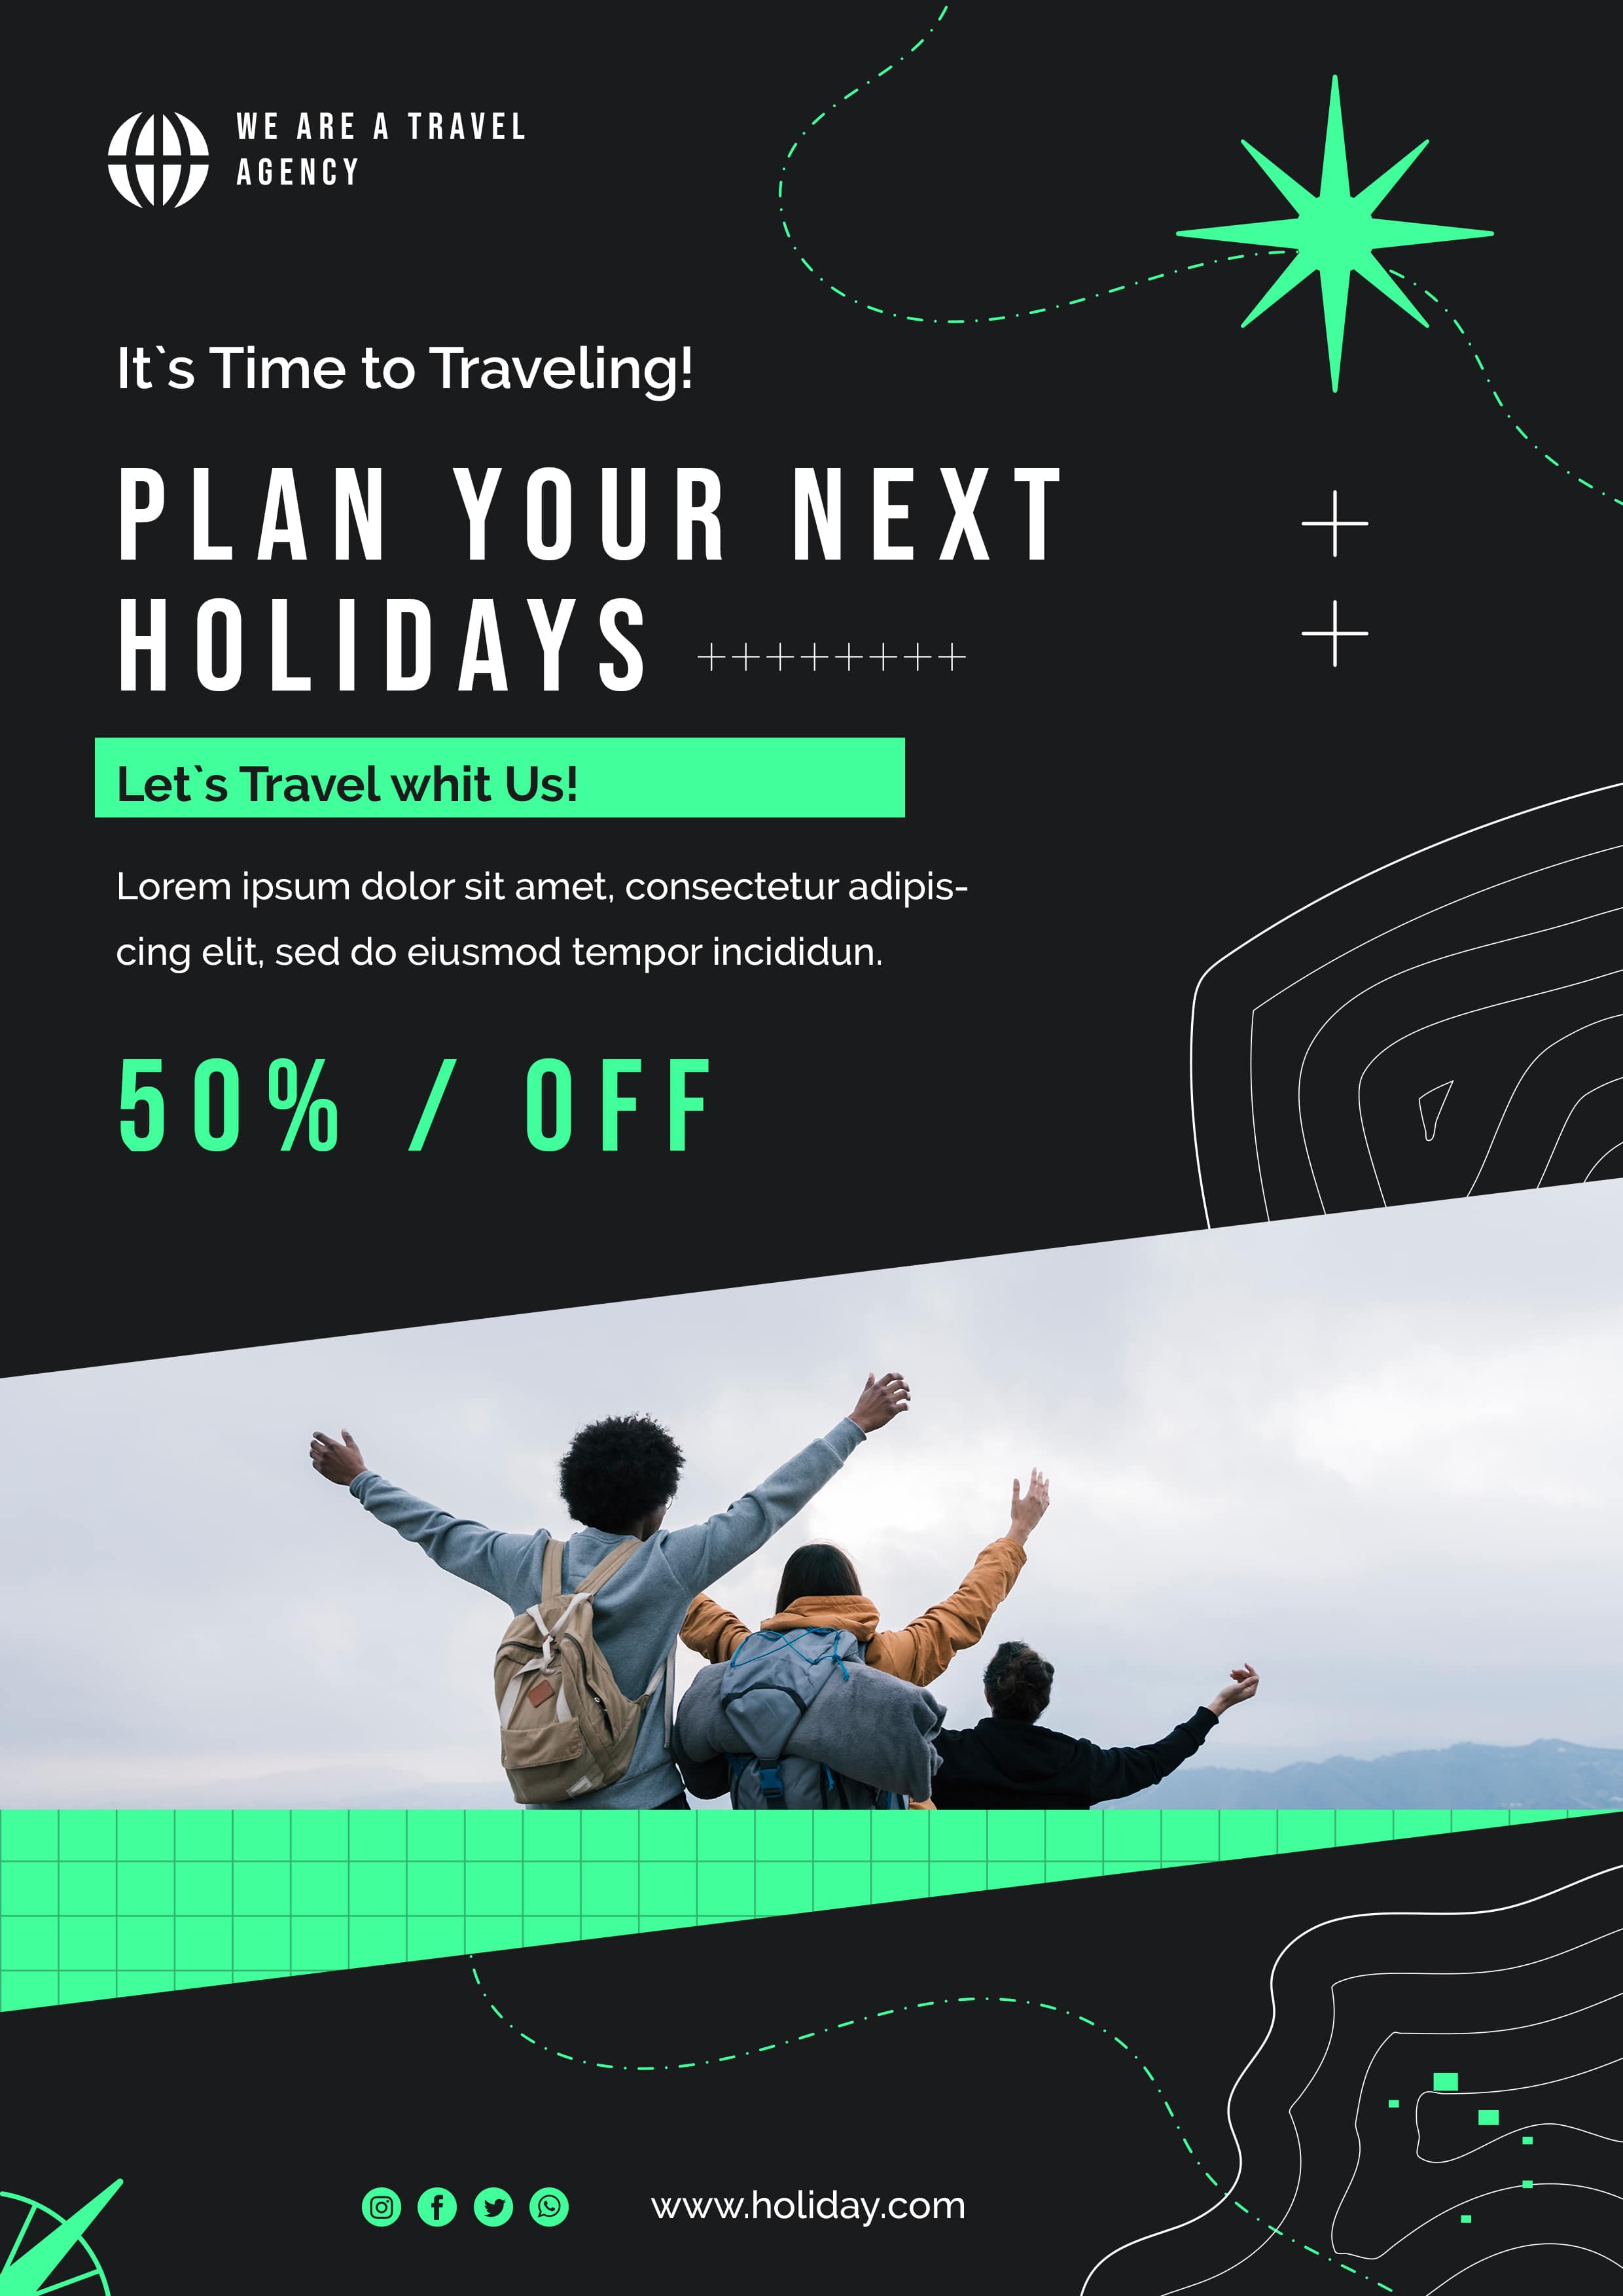 WE ARE A TRAVEL
AGENCY
It`s Time to Traveling!
PLAN YOUR NEXT
HOLIDAYS
Let`s Travel whit Us!
Lorem ipsum dolor sit amet, consectetur adipis-
cing elit, sed do eiusmod tempor incididun.
50% / OFF
www.holiday.com